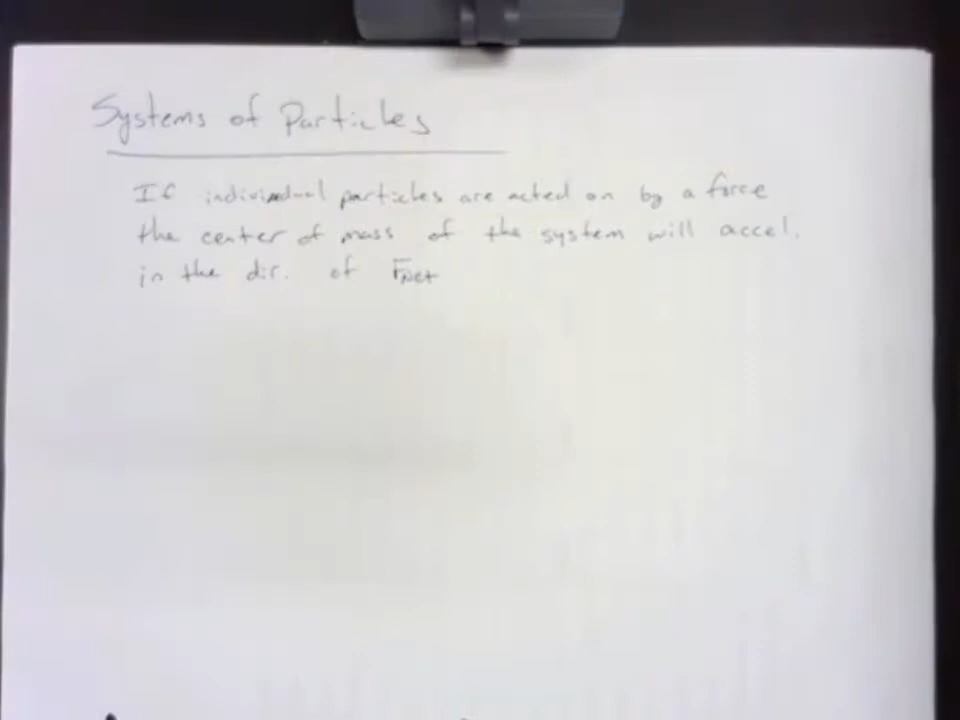 Systems of Particles
If individual particles are acted on by a force
the center of mass of the system will accel.
in the dir. of Fnet